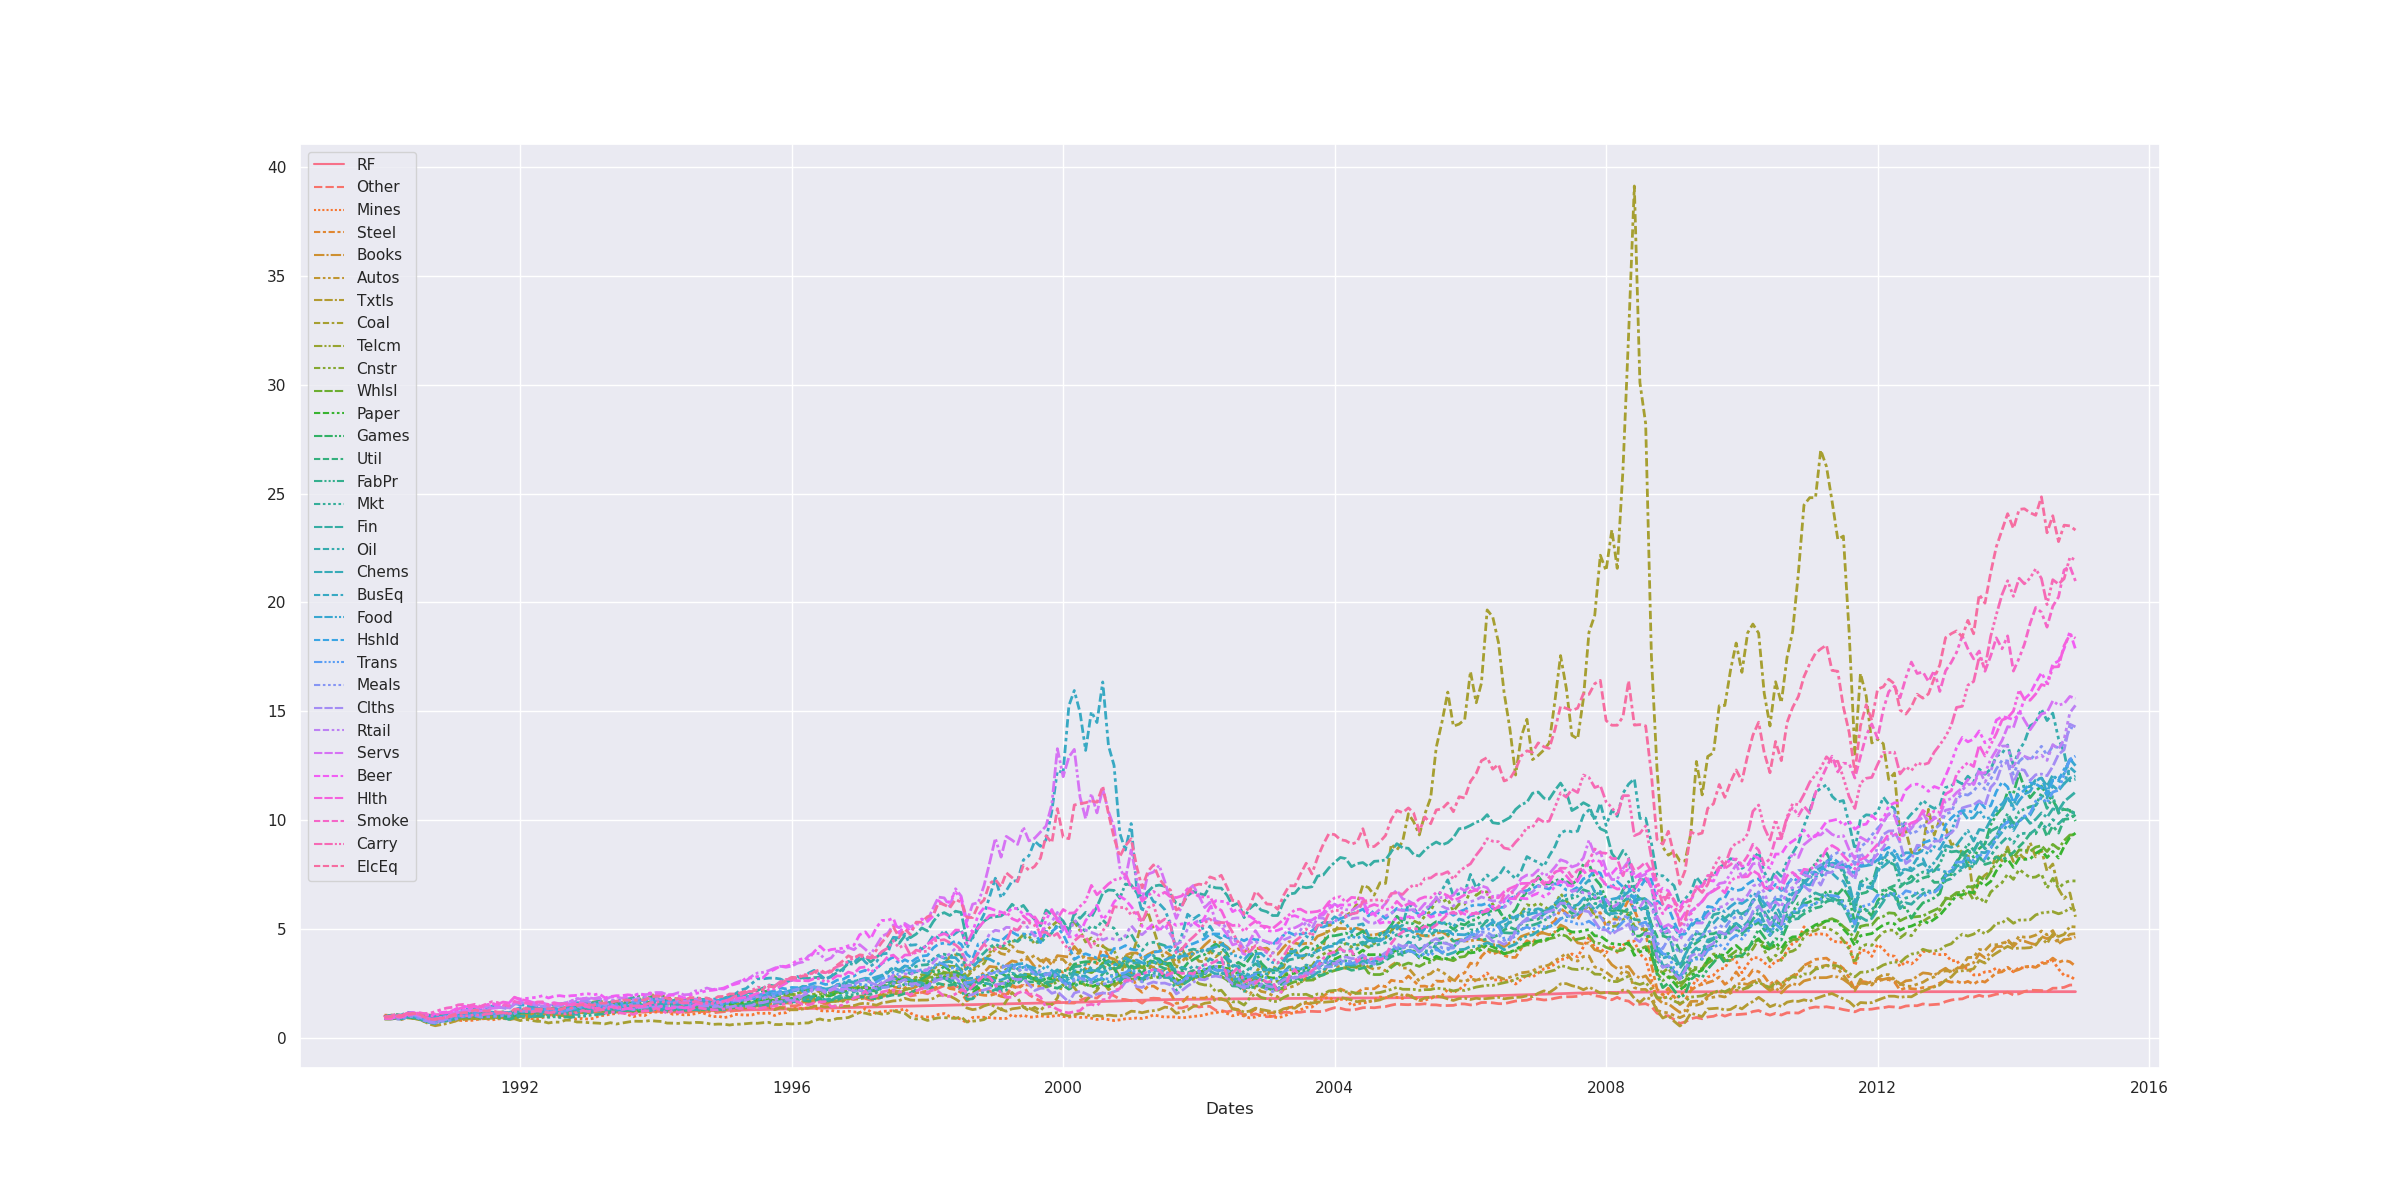 40
35
30
25
20
15
10
5
0
RF
Other
Mines
Steel
Books
Autos
Txtls
Coal
Telcm
Cnstr
Whlsl
Paper
Games
Util
FabPr
Mkt
Fin
Oil
Chems
BusEq
Food
Hshld
Trans
Meals
Clths
Rtail
Servs
Beer
Hlth
Smoke
Carry
ElcEq
1992 1996 2000 2004 2008 2012 2016
Dates